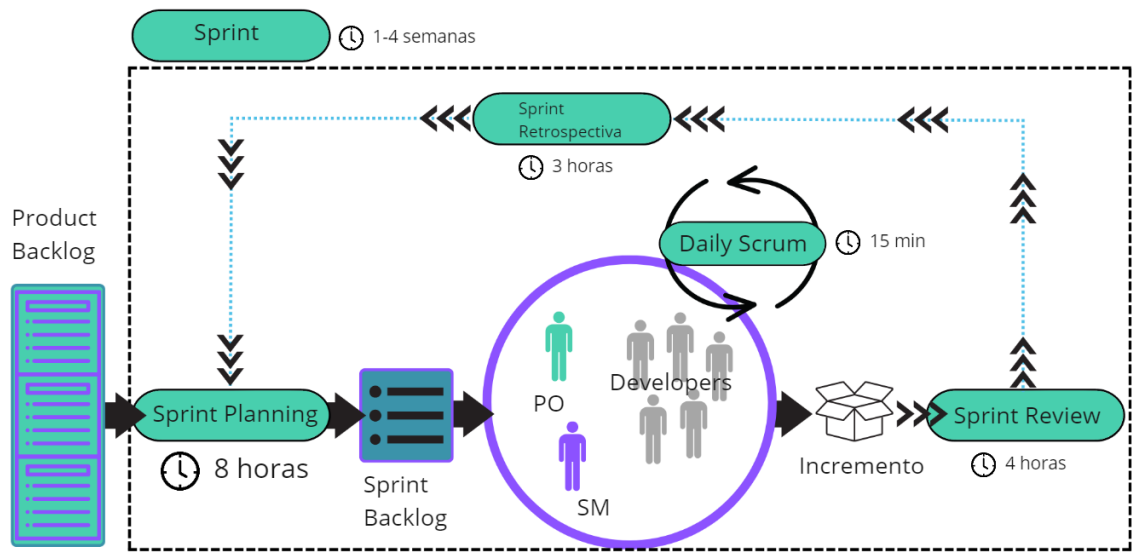 Sprint
1-4 semanas
Sprint
Retrospectiva
3 horas
Product
Backlog
Daily Scrum
15 min
Developers
PO
Sprint Planning
Sprint Review
8 horas
Sprint
Backlog
SM
Incremento
4 horas